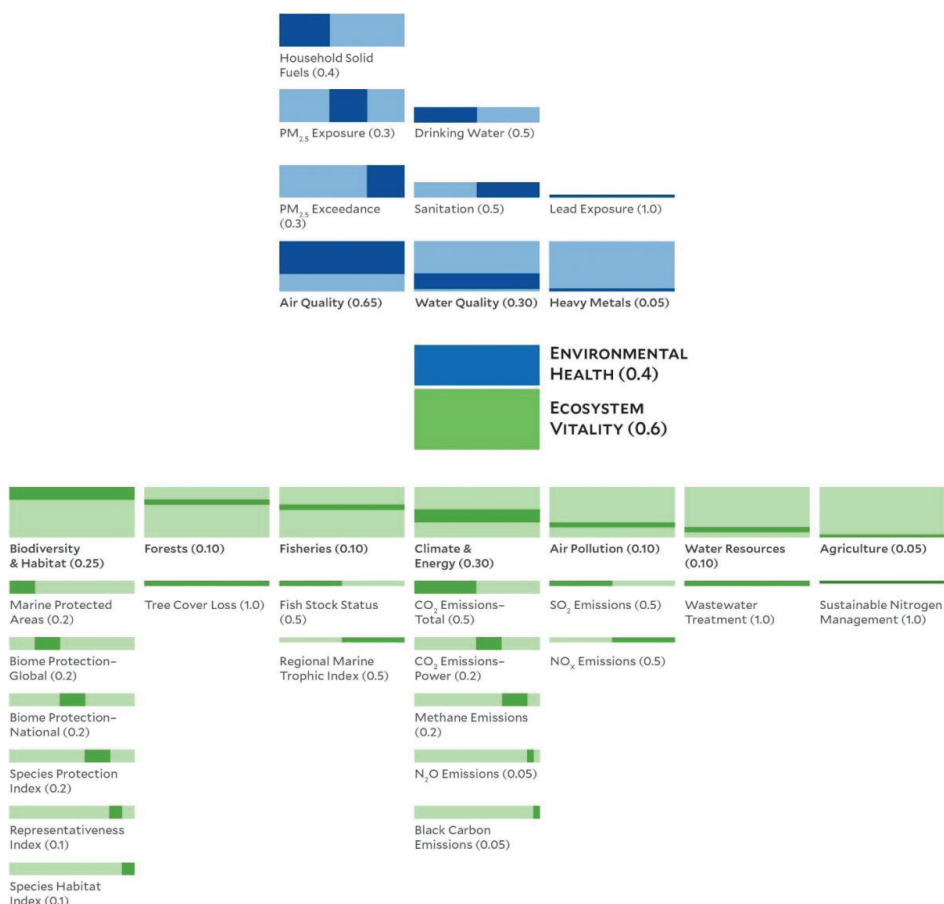 Household Solid
Fuels (0.4)
PM2.5 Exposure (0.3)
Drinking Water (0.5)
PM2.5 Exceedance
(0.3)
Sanitation (0.5)
Lead Exposure (1.0)
Air Quality (0.65)
Water Quality (0.30)
Heavy Metals (0.05)
ENVIRONMENTAL
HEALTH (0.4)
ECOSYSTEM
VITALITY (0.6)
Biodiversity
& Habitat (0.25)
Forests (0.10)
Fisheries (0.10)
Climate &
Energy (0.30)
Air Pollution (0.10)
Water Resources
(0.10)
Agriculture (0.05)
Marine Protected
Areas (0.2)
Tree Cover Loss (1.0)
Fish Stock Status
(0.5)
CO2 Emissions–
Total (0.5)
SO2 Emissions (0.5)
Wastewater
Treatment (1.0)
Sustainable Nitrogen
Management (1.0)
Biome Protection–
Global (0.2)
Regional Marine
Trophic Index (0.5)
CO2 Emissions–
Power (0.2)
NOX Emissions (0.5)
Biome Protection–
National (0.2)
Methane Emissions
(0.2)
Species Protection
Index (0.2)
N2O Emissions (0.05)
Representativeness
Index (0.1)
Black Carbon
Emissions (0.05)
Species Habitat
Index (0.1)